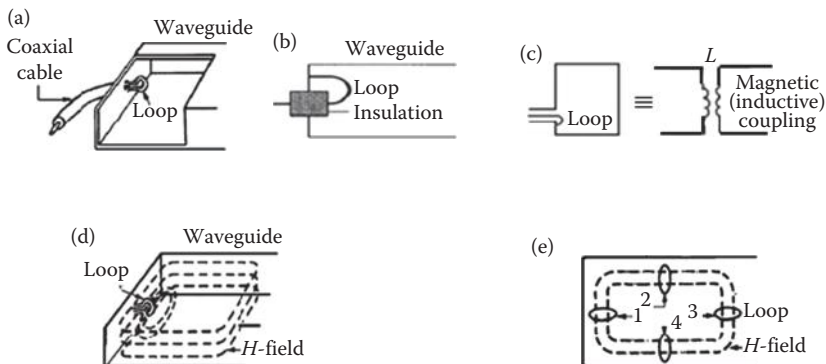 (a)
Waveguide
Coaxial
cable
Loop
(b)
Waveguide
Loop
Insulation
(c)
Loop
≡
L
Magnetic
(inductive)
coupling
(d)
Waveguide
Loop
H-field
(e)
1
2
3
4
Loop
H-field